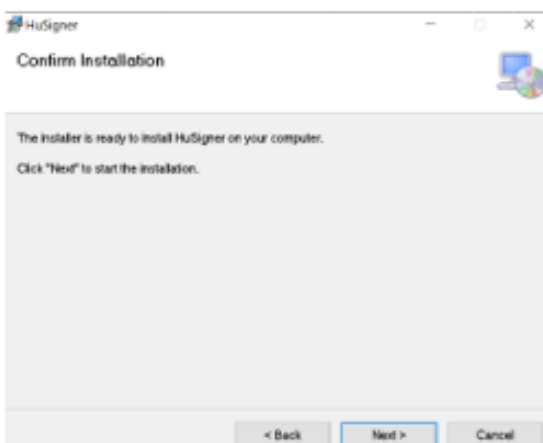 HuSigner
Confirm Installation
The installer is ready to install HuSigner on your computer.
Click "Next" to start the installation.
< Back
Next >
Cancel